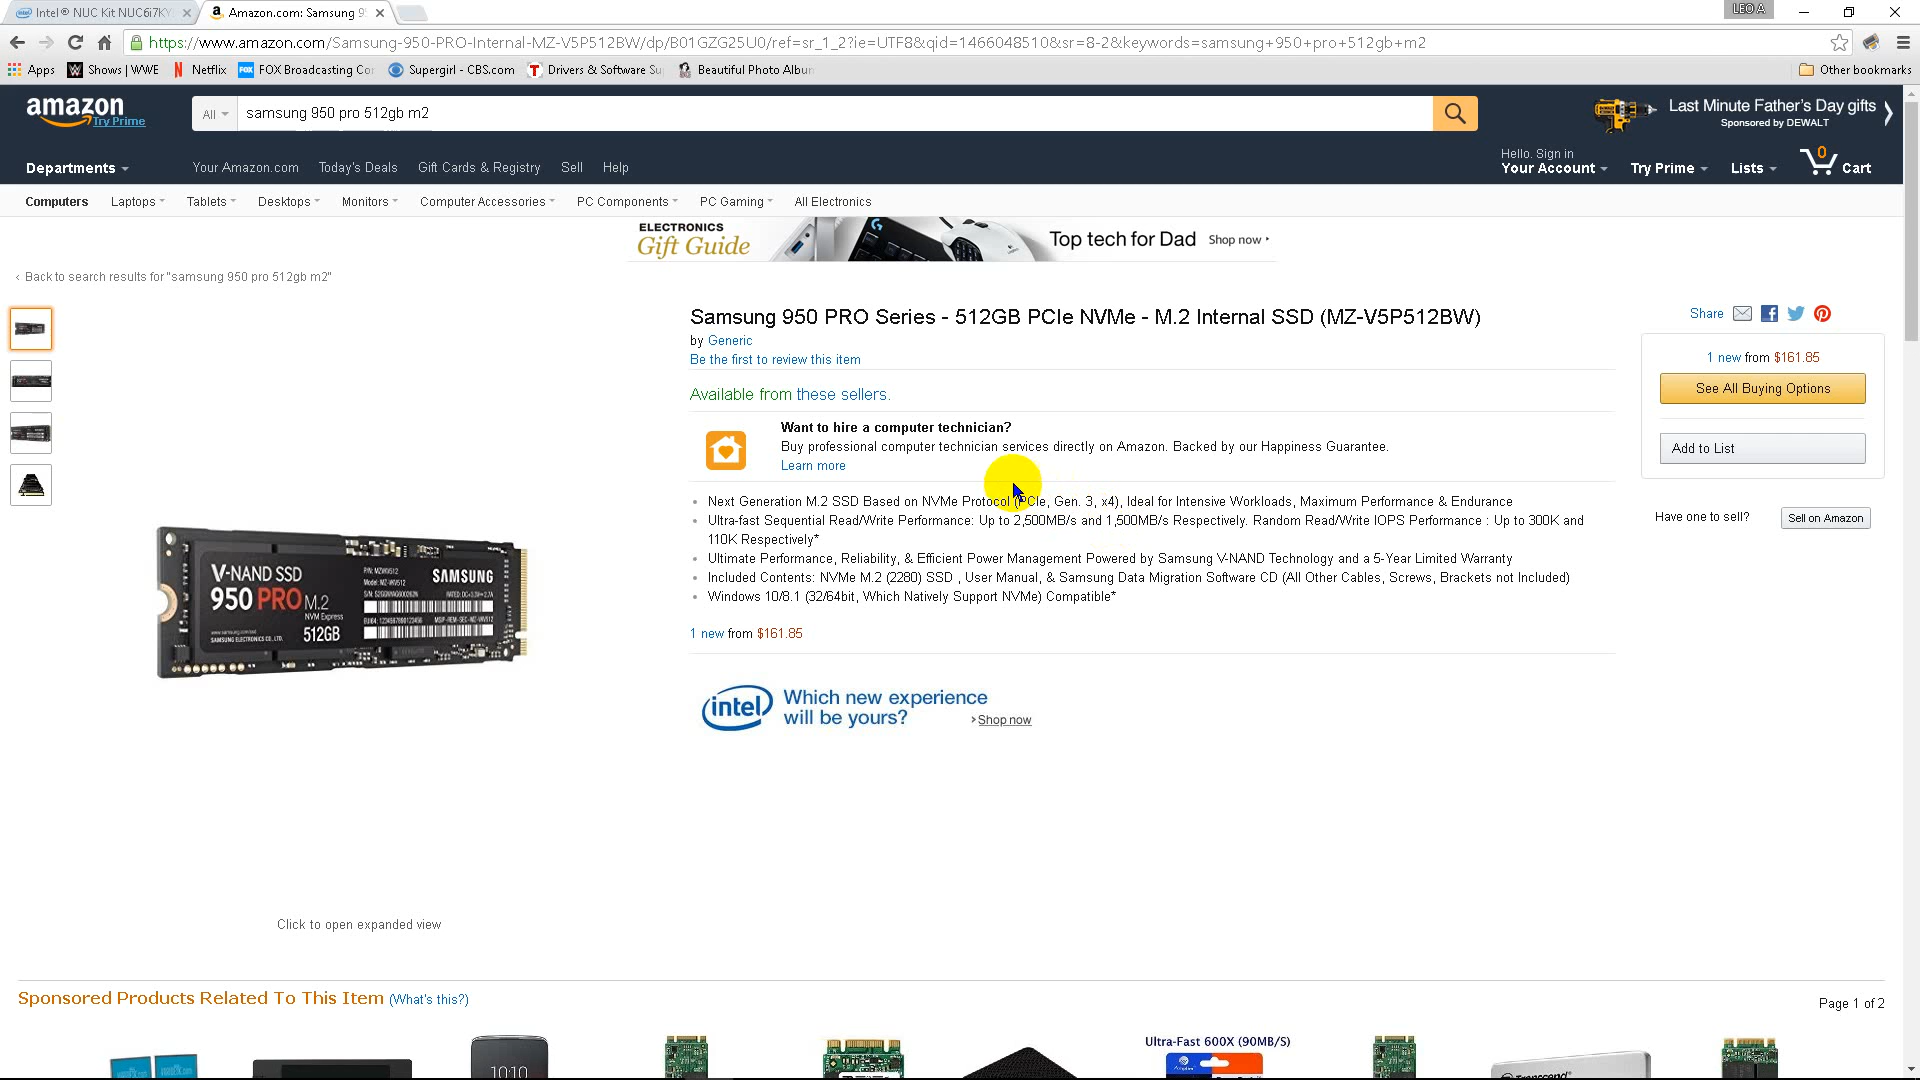 Intel® NUC Kit NUC6i7KY
Amazon.com: Samsung 9
LEO A
https://www.amazon.com/Samsung-950-PRO-Internal-MZ-V5P512BW/dp/B01GZG25U0/ref=sr_1_2?ie=UTF8&qid=1466048510&sr=8-2&keywords=samsung+950+pro+512gb+m2
Apps Shows | WWE Netflix FOX Broadcasting Co Supergirl - CBS.com Drivers & Software Su Beautiful Photo Album Other bookmarks
amazon
Try Prime
All samsung 950 pro 512gb m2
Last Minute Father's Day gifts
Sponsored by DEWALT
Departments Your Amazon.com Today's Deals Gift Cards & Registry Sell Help
Hello. Sign in
Your Account Try Prime Lists 0 Cart
Computers Laptops Tablets Desktops Monitors Computer Accessories PC Components PC Gaming All Electronics
ELECTRONICS
Gift Guide
Top tech for Dad Shop now
‹ Back to search results for "samsung 950 pro 512gb m2"
Samsung 950 PRO Series - 512GB PCIe NVMe - M.2 Internal SSD (MZ-V5P512BW)
by Generic
Be the first to review this item
Available from these sellers.
Want to hire a computer technician?
Buy professional computer technician services directly on Amazon. Backed by our Happiness Guarantee.
Learn more
Next Generation M.2 SSD Based on NVMe Protocol (PCIe, Gen. 3, x4), Ideal for Intensive Workloads, Maximum Performance & Endurance
Ultra-fast Sequential Read/Write Performance: Up to 2,500MB/s and 1,500MB/s Respectively. Random Read/Write IOPS Performance : Up to 300K and
110K Respectively*
Ultimate Performance, Reliability, & Efficient Power Management Powered by Samsung V-NAND Technology and a 5-Year Limited Warranty
Included Contents: NVMe M.2 (2280) SSD , User Manual, & Samsung Data Migration Software CD (All Other Cables, Screws, Brackets not Included)
Windows 10/8.1 (32/64bit, Which Natively Support NVMe) Compatible*
1 new from $161.85
intel Which new experience
will be yours?
Shop now
Share
1 new from $161.85
See All Buying Options
Add to List
Have one to sell? Sell on Amazon
V-NAND SSD
950 PRO M.2
NVM Express
512GB
SAMSUNG
SAMSUNG ELECTRONICS CO., LTD.
Click to open expanded view
Sponsored Products Related To This Item (What's this?)
Page 1 of 2
10:10
Ultra-Fast 600X (90MB/S)
Transcend